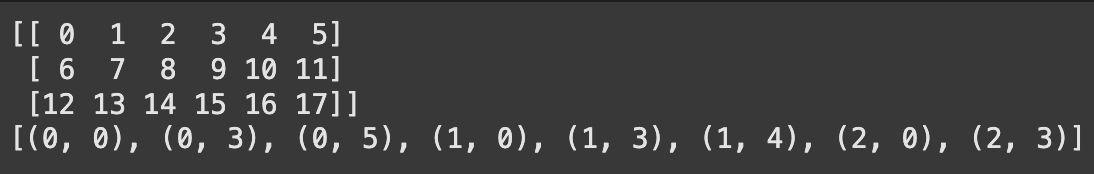 [[ 0  1  2  3  4  5]
 [ 6  7  8  9 10 11]
 [12 13 14 15 16 17]]
[(0, 0), (0, 3), (0, 5), (1, 0), (1, 3), (1, 4), (2, 0), (2, 3)]